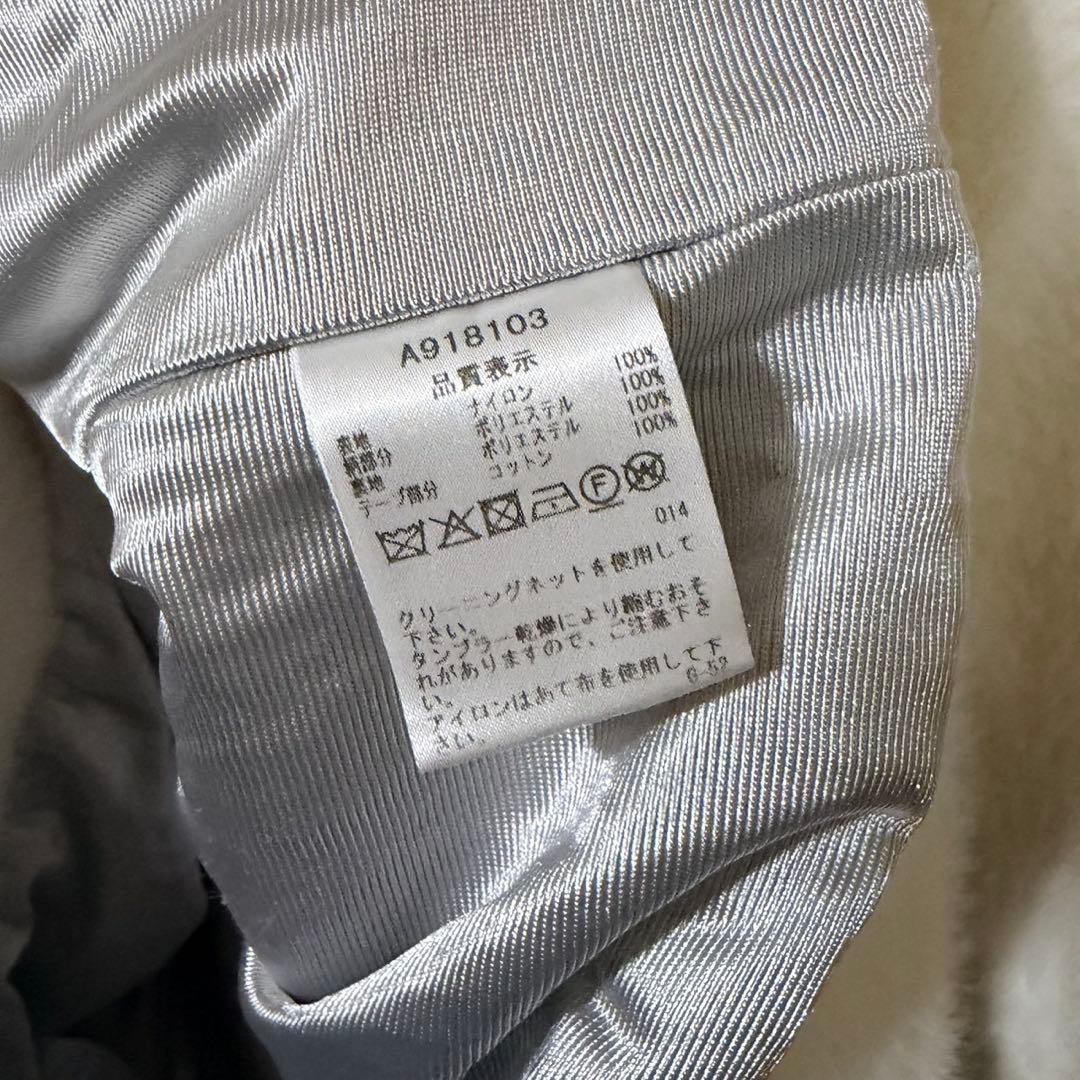 A918103
品質表示
表地 ナイロン 100%
柄部分 ポリエステル 100%
裏地 ポリエステル 100%
テープ部分 コットン 100%
F W
014
クリーニングネットを使用して
下さい。
タンブラー乾燥により縮むおそ
れがありますので、ご注意下さ
い。
アイロンはあて布を使用して下
さい。 0-52